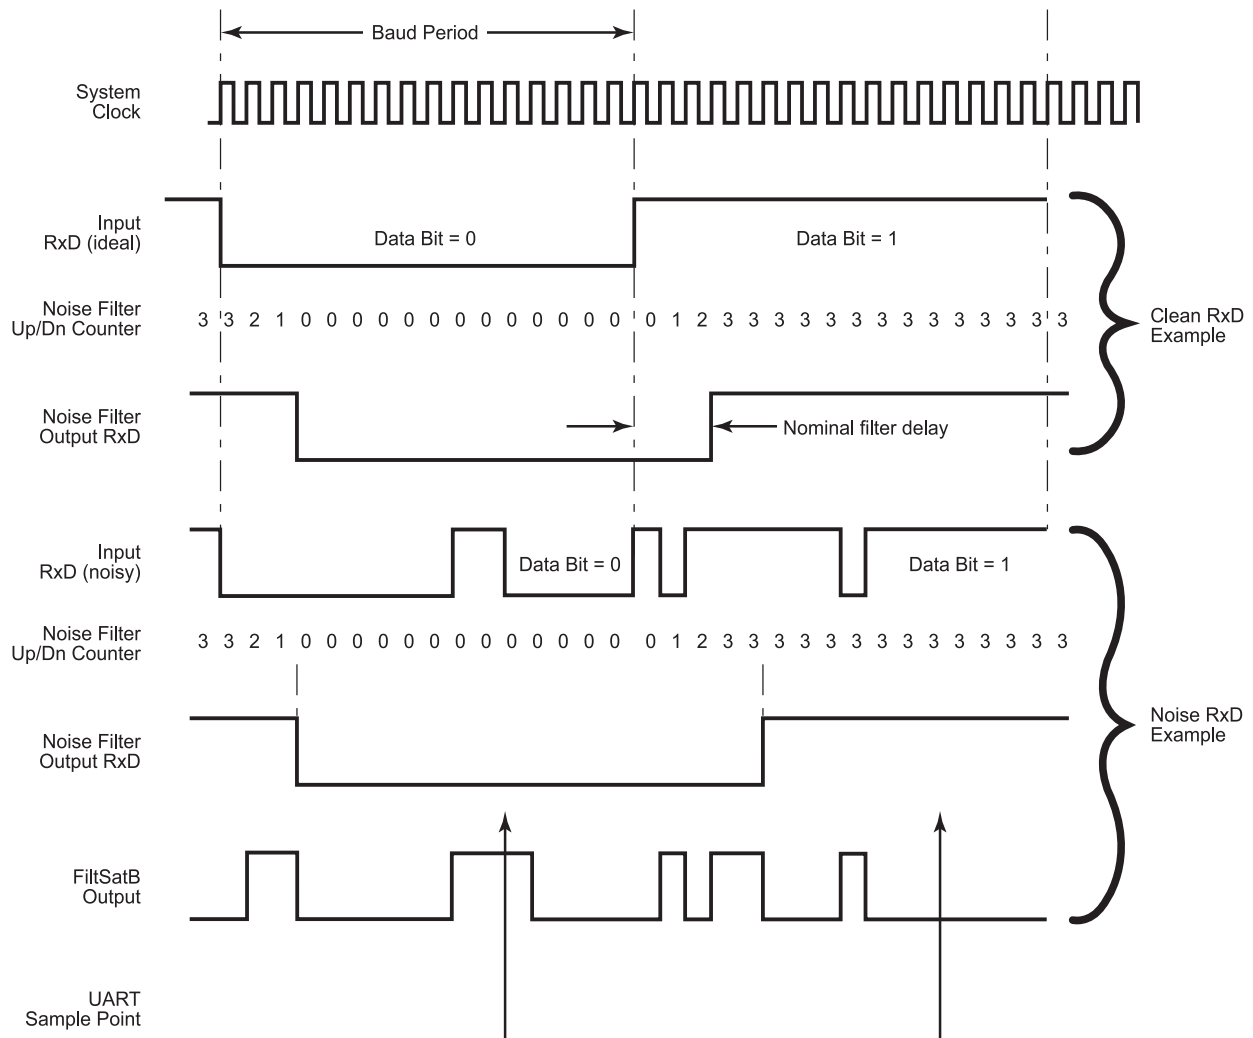 Baud Period
System
Clock
Input
RxD (ideal)
Data Bit = 0
Data Bit = 1
Noise Filter
Up/Dn Counter
3 3 2 1 0 0 0 0 0 0 0 0 0 0 0 0 0 0 1 2 3 3 3 3 3 3 3 3 3 3 3 3 3 3
Clean RxD
Example
Noise Filter
Output RxD
Nominal filter delay
Input
RxD (noisy)
Data Bit = 0
Data Bit = 1
Noise Filter
Up/Dn Counter
3 3 2 1 0 0 0 0 0 0 0 0 0 0 0 0 0 0 1 2 3 3 3 3 3 3 3 3 3 3 3 3 3 3
Noise RxD
Example
Noise Filter
Output RxD
FiltSatB
Output
UART
Sample Point